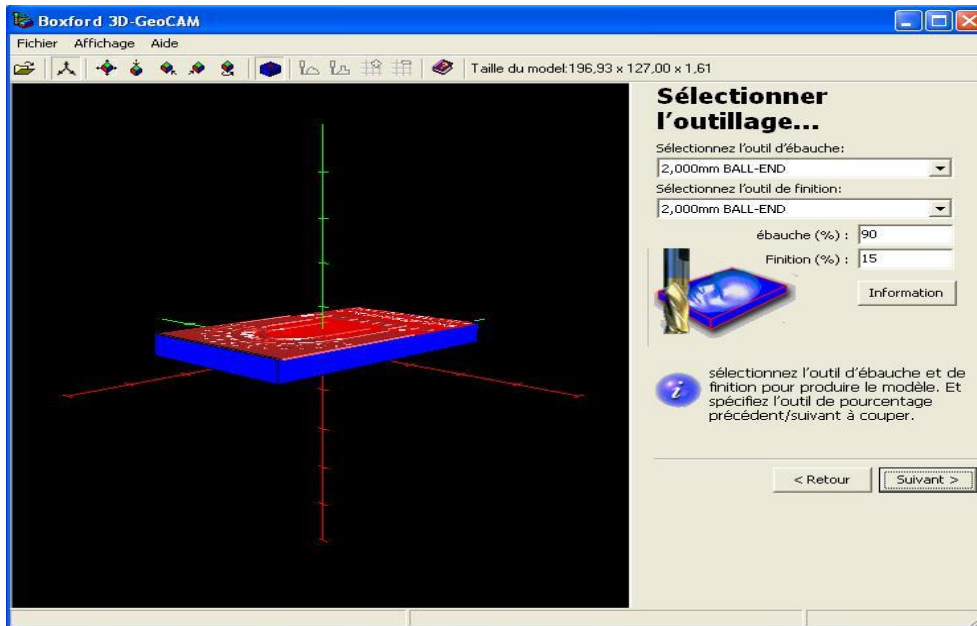 Boxford 3D-GeoCAM
Fichier Affichage Aide
Taille du model:196,93 x 127,00 x 1,61
Sélectionner
l'outillage...
Sélectionnez l'outil d'ébauche:
2,000mm BALL-END
Sélectionnez l'outil de finition:
2,000mm BALL-END
ébauche (%) : 90
Finition (%) : 15
Information
sélectionnez l'outil d'ébauche et de
finition pour produire le modèle. Et
spécifiez l'outil de pourcentage
précédent/suivant à couper.
< Retour Suivant >